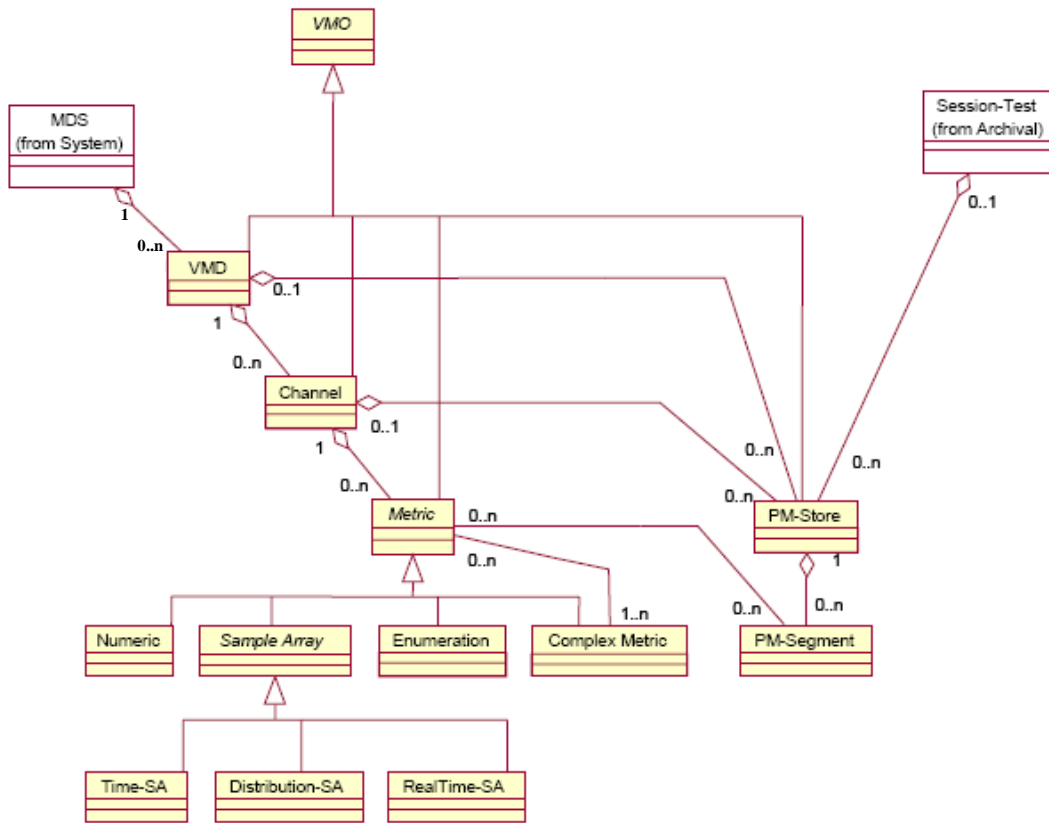 VMO
MDS
(from System)
Session-Test
(from Archival)
1
0..1
0..n
VMD
0..1
1
0..n
Channel
0..1
1
0..n
0..n
0..n
0..n
Metric
0..n
PM-Store
0..n
1
1..n
0..n
0..n
Numeric
Sample Array
Enumeration
Complex Metric
PM-Segment
Time-SA
Distribution-SA
RealTime-SA